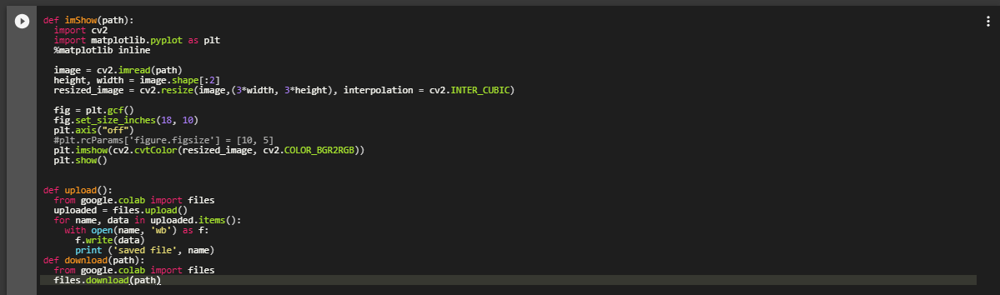 def imShow(path):
  import cv2
  import matplotlib.pyplot as plt
  %matplotlib inline

  image = cv2.imread(path)
  height, width = image.shape[:2]
  resized_image = cv2.resize(image,(3*width, 3*height), interpolation = cv2.INTER_CUBIC)

  fig = plt.gcf()
  fig.set_size_inches(18, 10)
  plt.axis("off")
  #plt.rcParams['figure.figsize'] = [10, 5]
  plt.imshow(cv2.cvtColor(resized_image, cv2.COLOR_BGR2RGB))
  plt.show()


def upload():
  from google.colab import files
  uploaded = files.upload()
  for name, data in uploaded.items():
    with open(name, 'wb') as f:
      f.write(data)
      print ('saved file', name)
def download(path):
  from google.colab import files
  files.download(path)